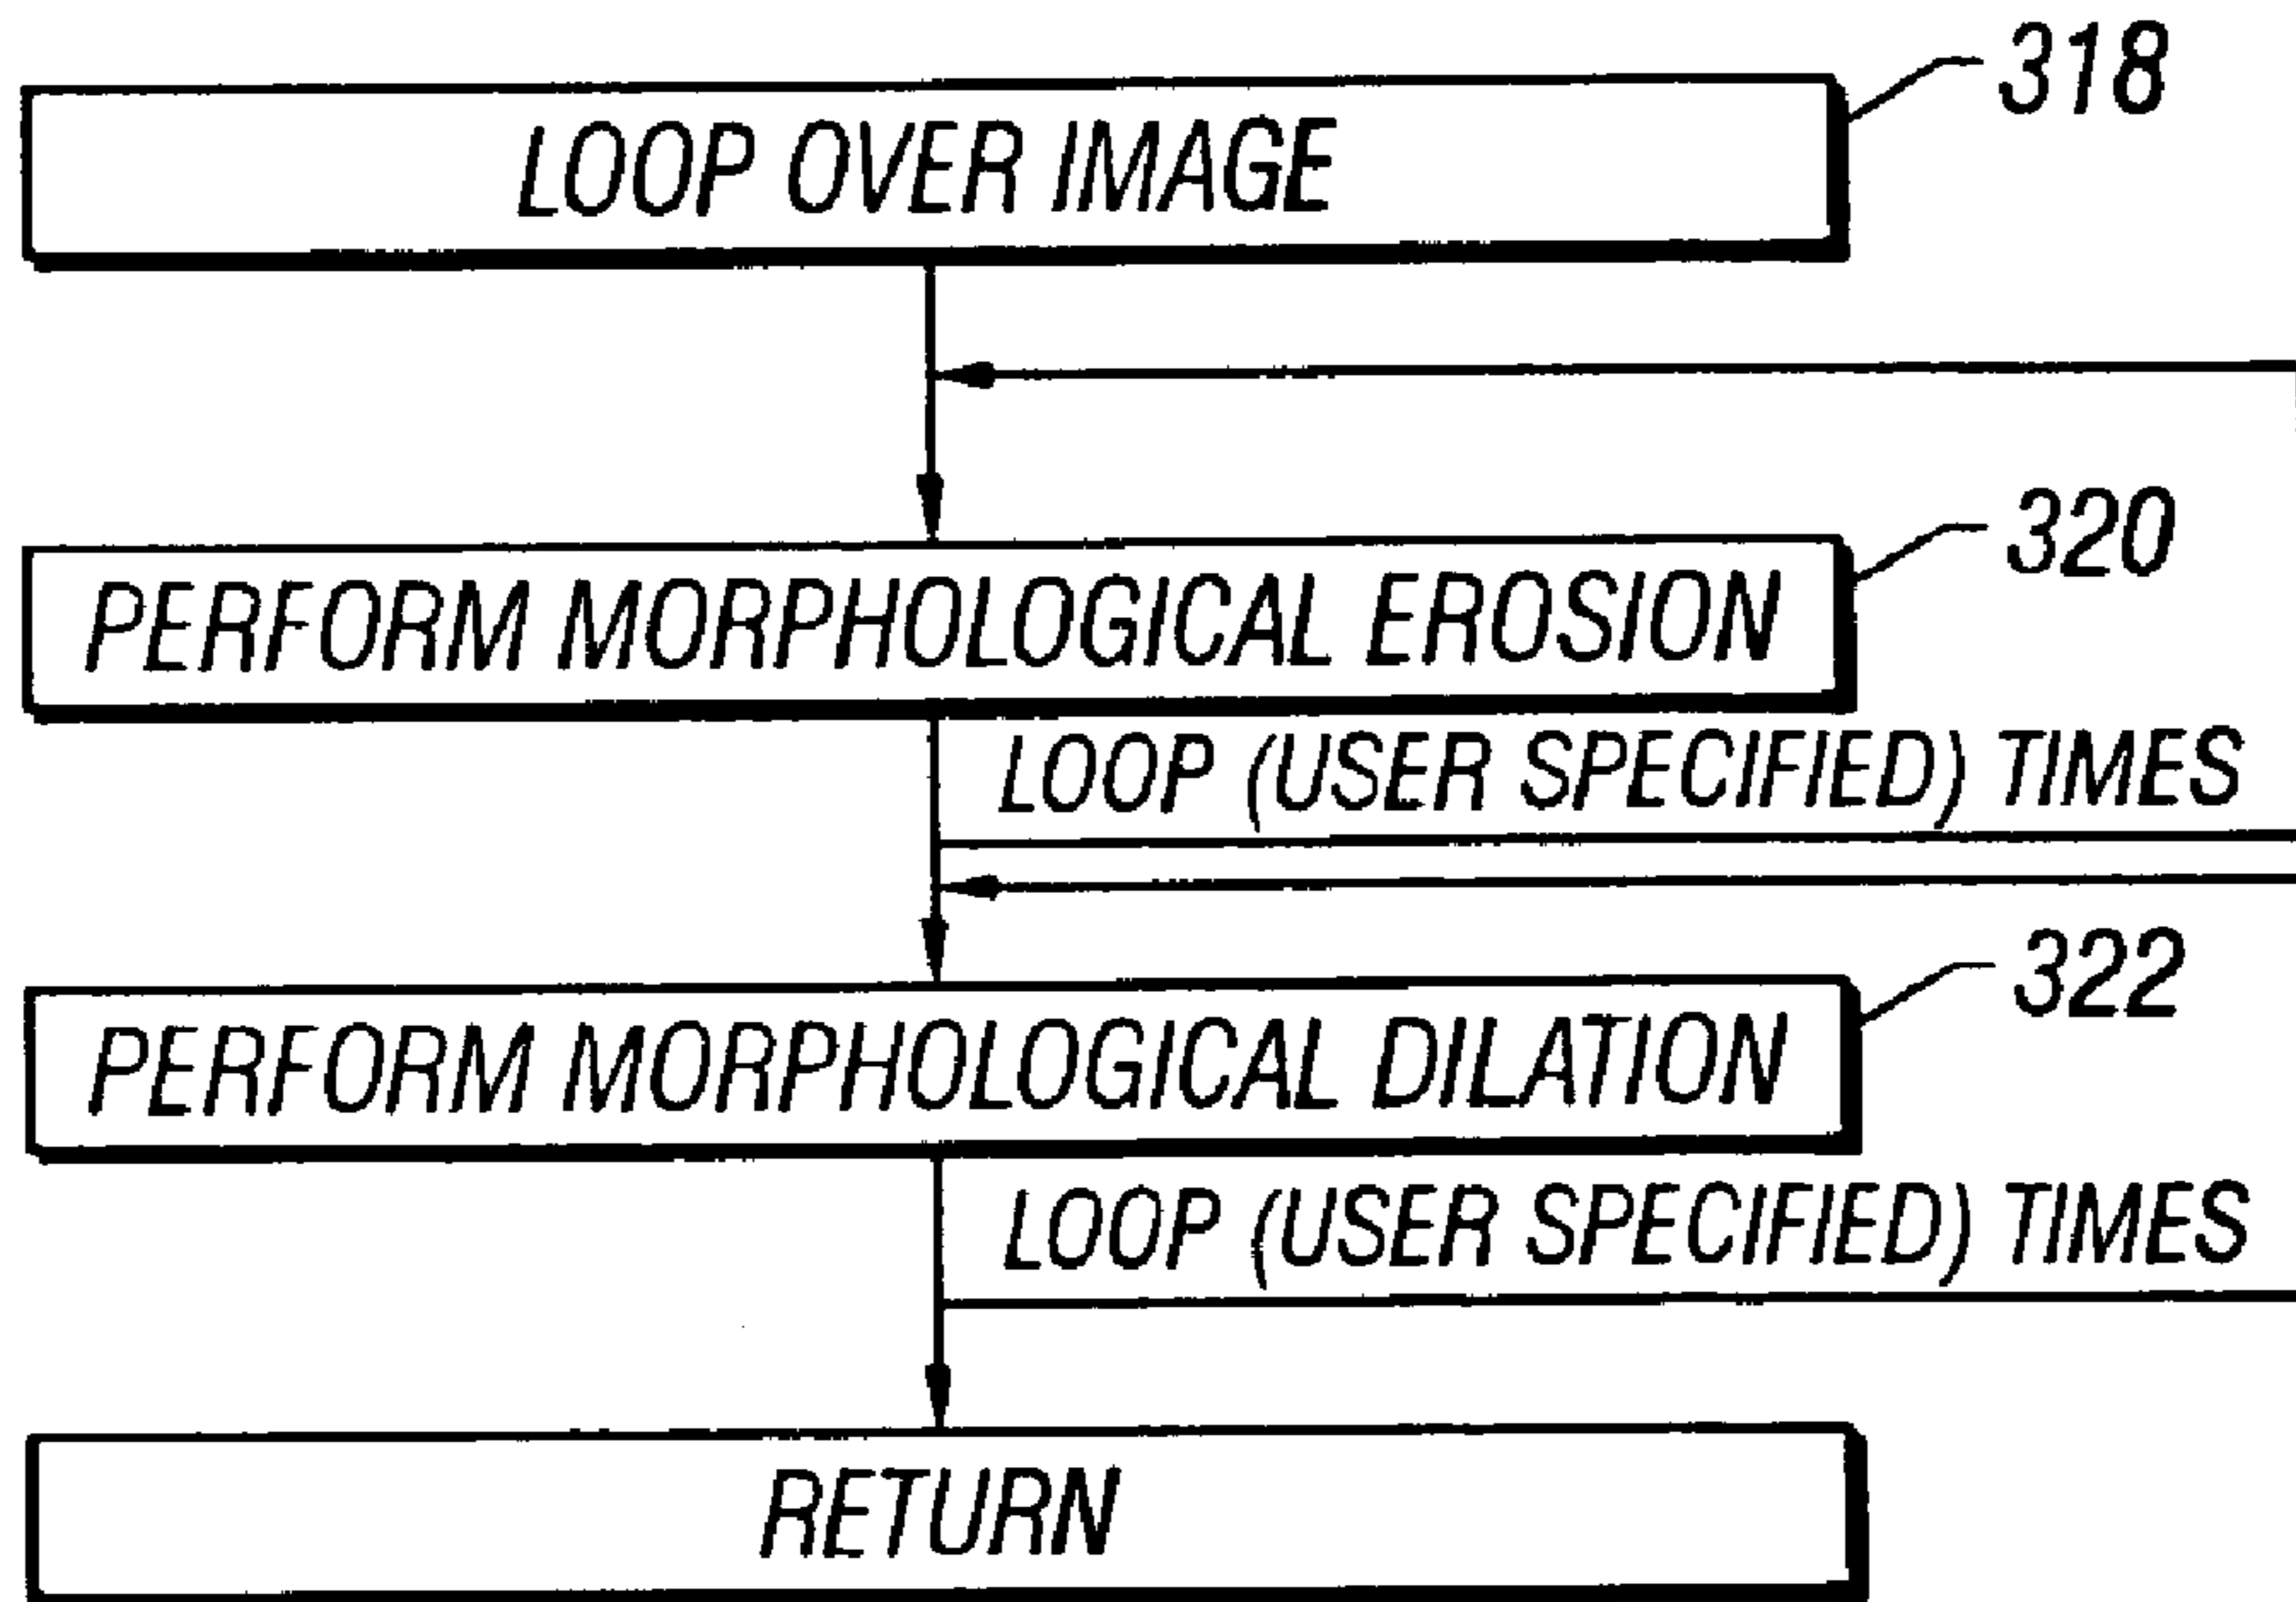 318
LOOP OVER IMAGE
320
PERFORM MORPHOLOGICAL EROSION
LOOP (USER SPECIFIED) TIMES
322
PERFORM MORPHOLOGICAL DILATION
LOOP (USER SPECIFIED) TIMES
RETURN